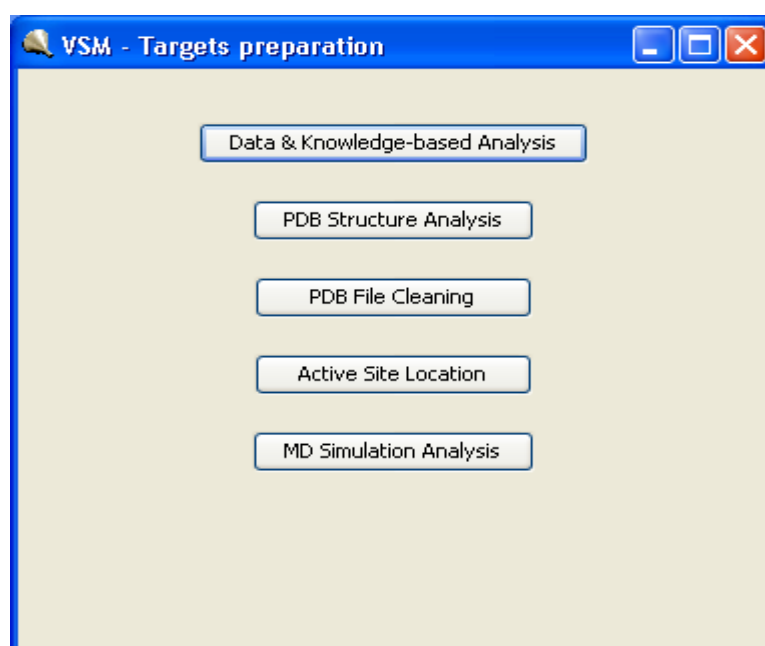 VSM - Targets preparation
Data & Knowledge-based Analysis
PDB Structure Analysis
PDB File Cleaning
Active Site Location
MD Simulation Analysis